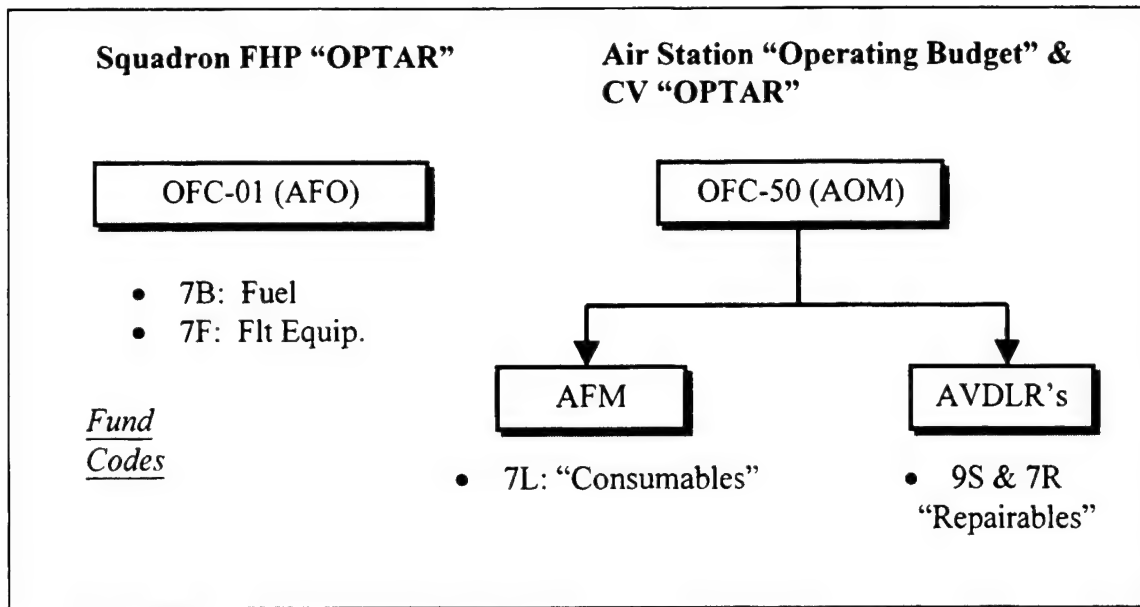 Squadron FHP “OPTAR”
Air Station “Operating Budget” &
CV “OPTAR”
OFC-01 (AFO)
OFC-50 (AOM)
• 7B: Fuel
• 7F: Flt Equip.
AFM
AVDLR’s
Fund
Codes
• 7L: “Consumables”
• 9S & 7R
“Repairables”